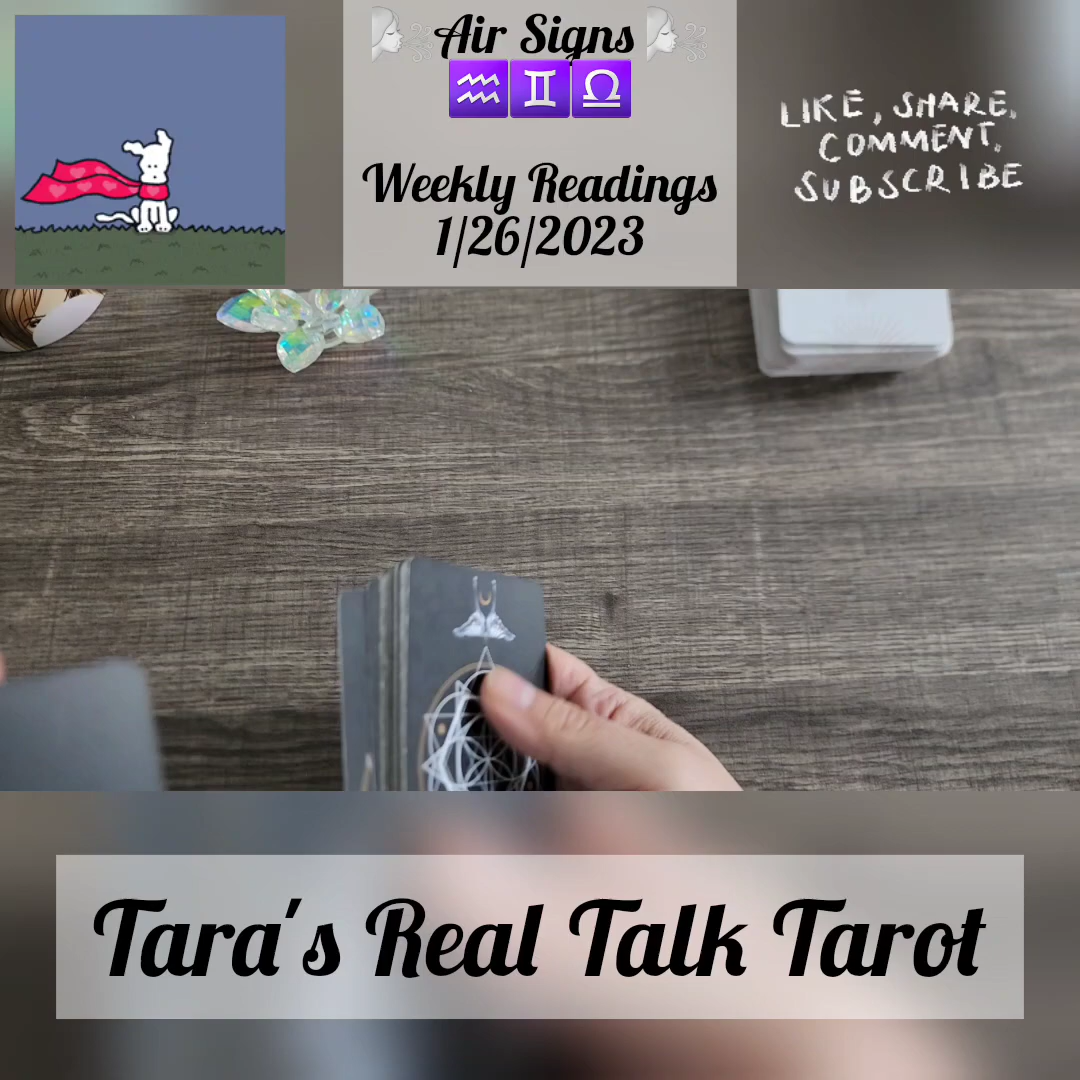 🌬️ Air Signs 🌬️
♒♊♎
Weekly Readings
1/26/2023
LIKE, SHARE,
COMMENT,
SUBSCRIBE
Tara's Real Talk Tarot